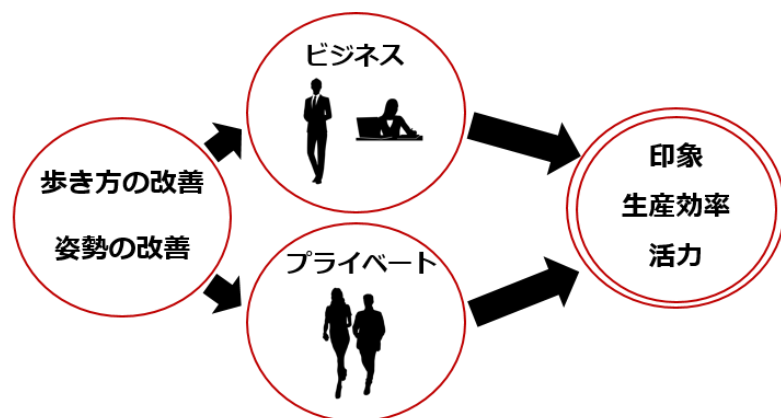 歩き方の改善
姿勢の改善
ビジネス
プライベート
印象
生産効率
活力